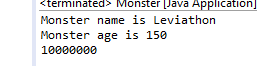 <terminated> Monster [Java Application]
Monster name is Leviathon
Monster age is 150
10000000